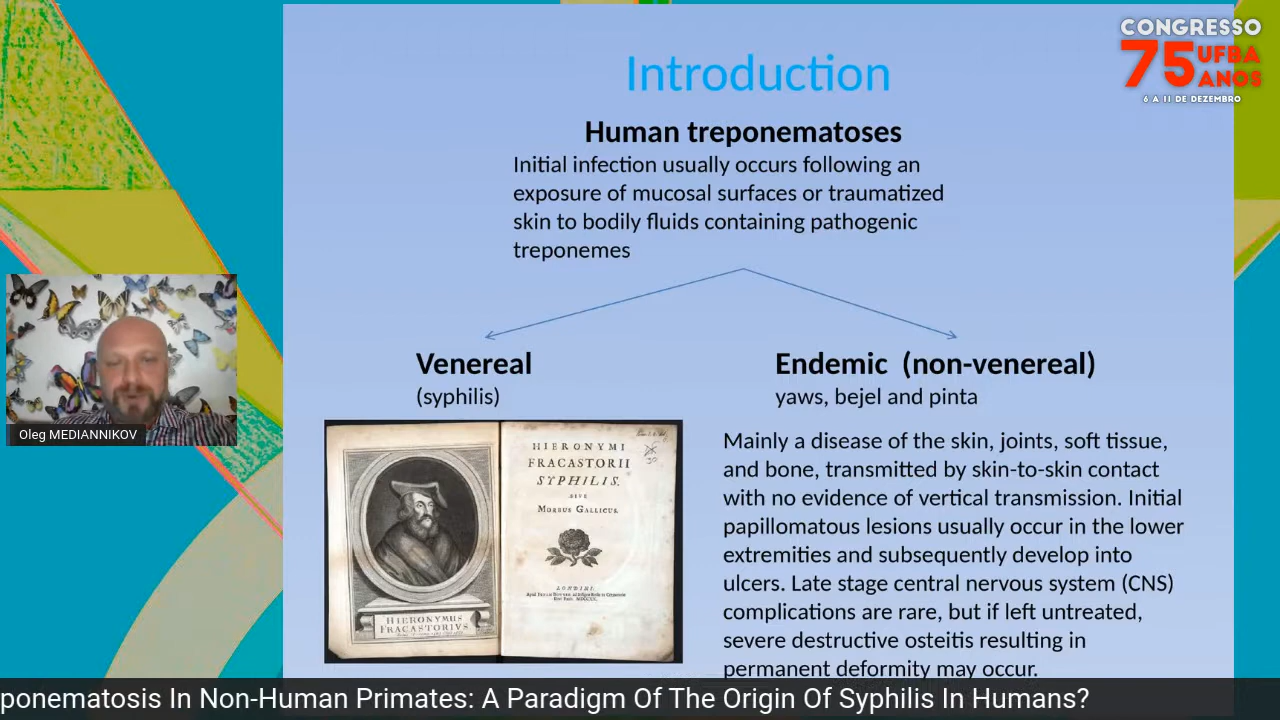 CONGRESSO
75 UFBA
ANOS
6 A 11 DE DEZEMBRO
Introduction
Human treponematoses
Initial infection usually occurs following an
exposure of mucosal surfaces or traumatized
skin to bodily fluids containing pathogenic
treponemes
Venereal
(syphilis)
Endemic (non-venereal)
yaws, bejel and pinta
HIERONYMI
FRACASTORII
SYPHILIS.
SIVE
MORBUS GALLICUS.
LONDINI,
HIERONYMUS
FRACASTORIVS.
Mainly a disease of the skin, joints, soft tissue,
and bone, transmitted by skin-to-skin contact
with no evidence of vertical transmission. Initial
papillomatous lesions usually occur in the lower
extremities and subsequently develop into
ulcers. Late stage central nervous system (CNS)
complications are rare, but if left untreated,
severe destructive osteitis resulting in
permanent deformity may occur.
Oleg MEDIANNIKOV
ponematosis In Non-Human Primates: A Paradigm Of The Origin Of Syphilis In Humans?